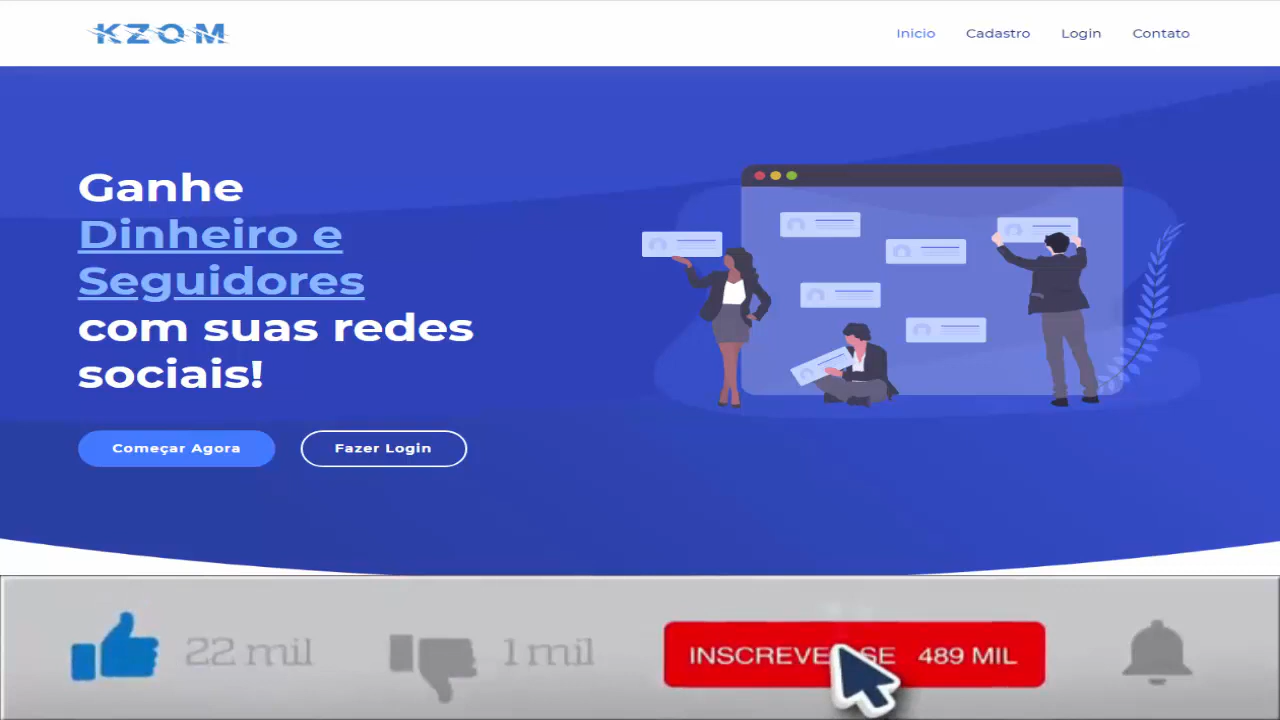 KZOM
Inicio Cadastro Login Contato
Ganhe
Dinheiro e
Seguidores
com suas redes
sociais!
Começar Agora Fazer Login
22 mil 1 mil INSCREVER-SE 489 MIL